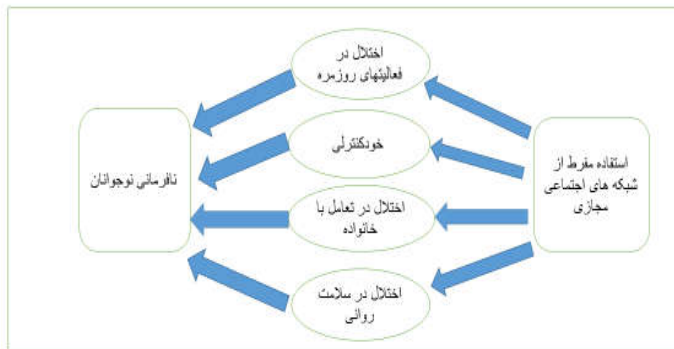 استفاده مفرط از
شبکه های اجتماعی
مجازی
اختلال در
فعالیتهای روزمره
خودکنترلی
اختلال در تعامل با
خانواده
اختلال در سلامت
روانی
نافرمانی نوجوانان